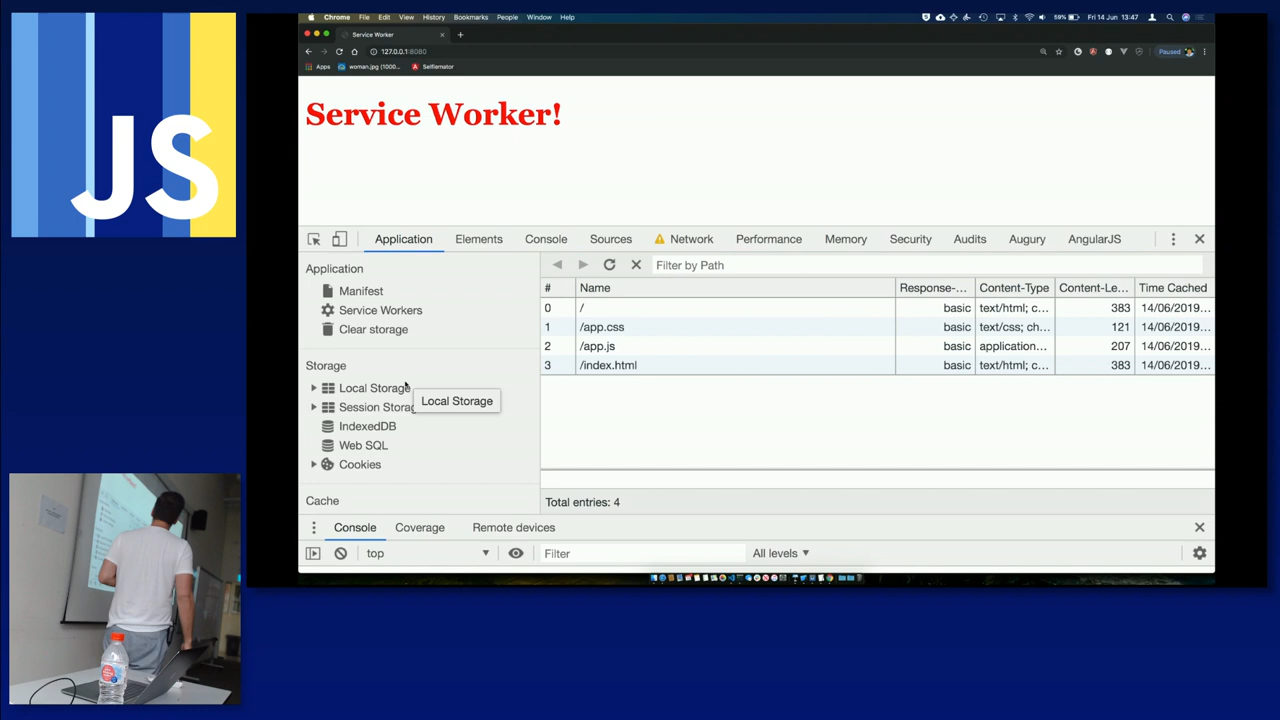 JS
Chrome File Edit View History Bookmarks People Window Help 59% Fri 14 Jun 13:47
Service Worker
127.0.0.1:8080 Paused
Apps woman.jpg (1000... Selfiemator
Service Worker!
Application Elements Console Sources Network Performance Memory Security Audits Augury AngularJS
Application
Manifest
Service Workers
Clear storage
Storage
Local Storage
Local Storage
Session Storag
IndexedDB
Web SQL
Cookies
Cache
Filter by Path
# Name Response-... Content-Type Content-Le... Time Cached
0 / basic text/html; c... 383 14/06/2019...
1 /app.css basic text/css; ch... 121 14/06/2019...
2 /app.js basic application... 207 14/06/2019...
3 /index.html basic text/html; c... 383 14/06/2019...
Total entries: 4
Console Coverage Remote devices
top Filter All levels